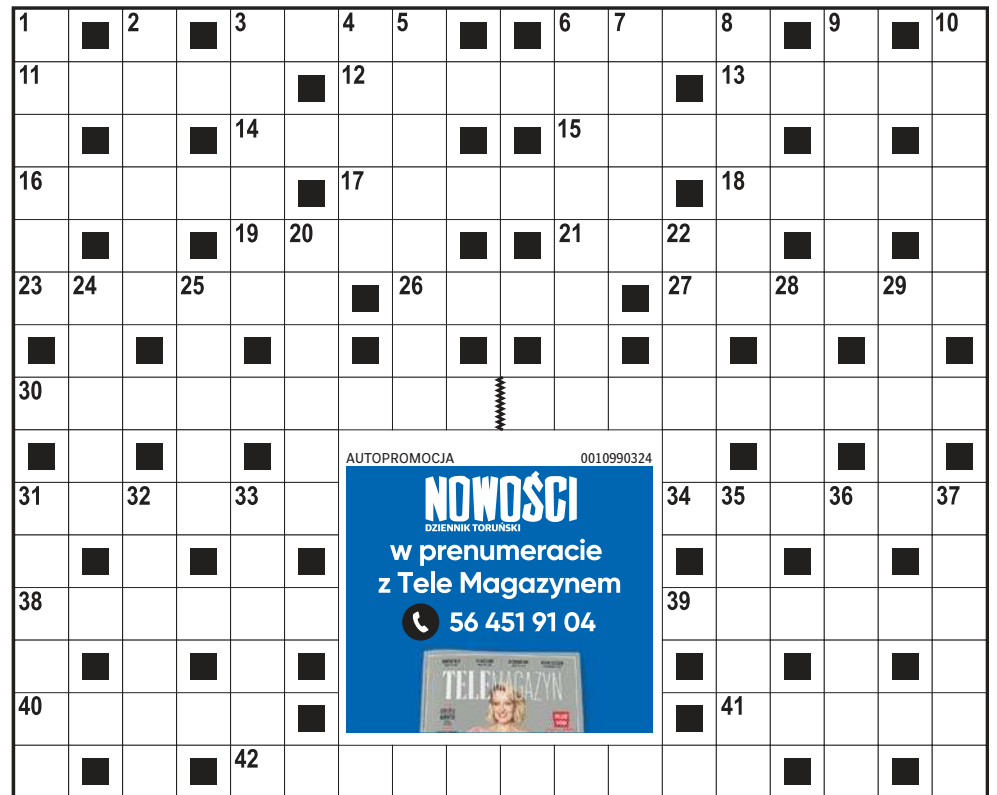 1 2 3 4 5 6 7 8 9 10
11 12 13
14 15
16 17 18
19 20 21 22
23 24 25 26 27 28 29
30
AUTOPROMOCJA 0010990324
31 32 33 34 35 36 37
NOWOŚCI
DZIENNIK TORUŃSKI
w prenumeracie
z Tele Magazynem
38 39
56 451 91 04
TELEMAGAZYN
40 41
42